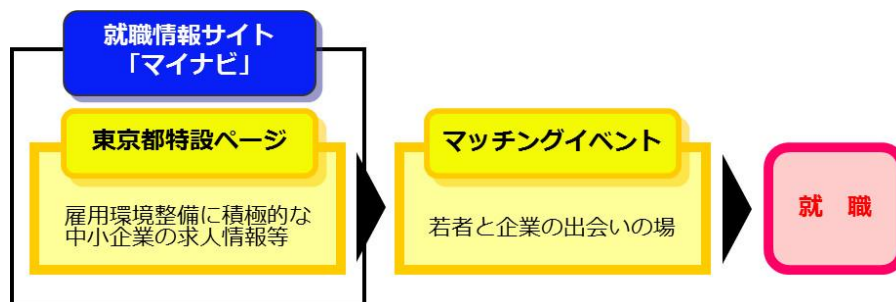 就職情報サイト
「マイナビ」
東京都特設ページ
雇用環境整備に積極的な
中小企業の求人情報等
マッチングイベント
若者と企業の出会いの場
就　職